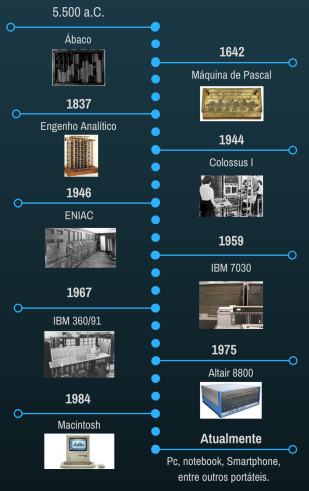 5.500 a.C.
Ábaco
1642
Máquina de Pascal
1837
Engenho Analítico
1944
Colossus I
1946
ENIAC
1959
IBM 7030
1967
IBM 360/91
1975
Altair 8800
1984
Macintosh
Atualmente
Pc, notebook, Smartphone,
entre outros portáteis.